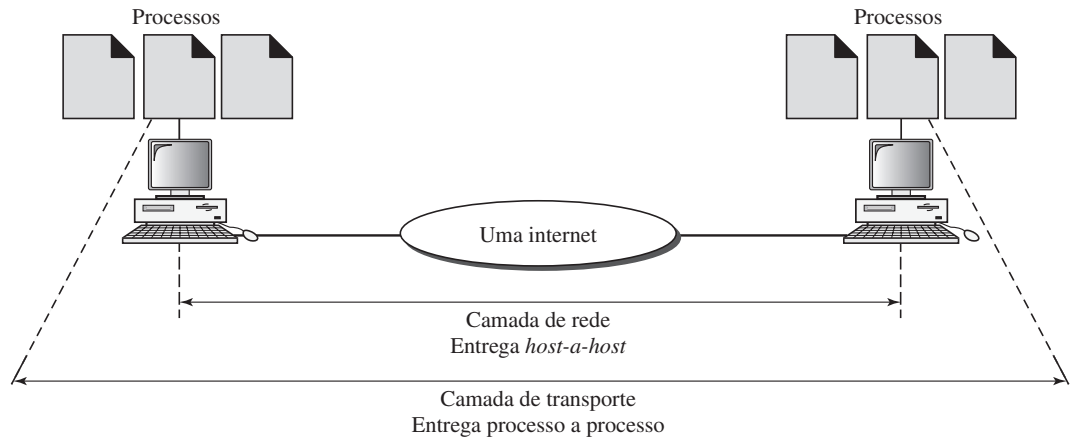 Processos
Processos
Uma internet
Camada de rede
Entrega host-a-host
Camada de transporte
Entrega processo a processo